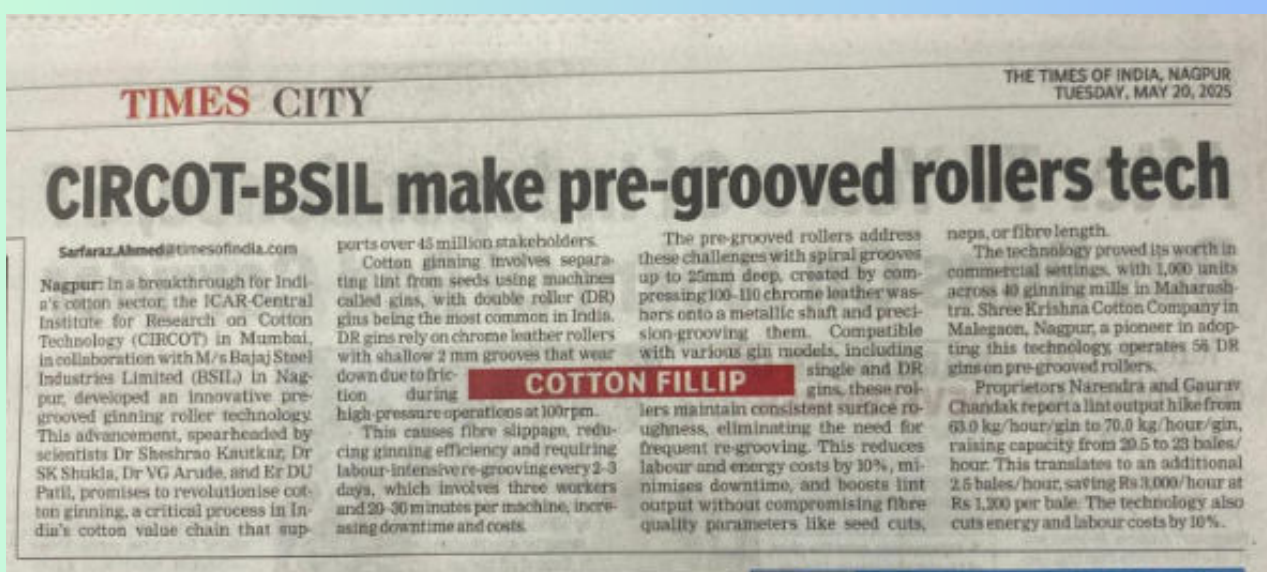 TIMES CITY
THE TIMES OF INDIA, NAGPUR
TUESDAY, MAY 20, 2025
CIRCOT-BSIL make pre-grooved rollers tech
Sarfaraz.Ahmed@timesofindia.com
Nagpur: In a breakthrough for Indi-
a's cotton sector, the ICAR-Central
Institute for Research on Cotton
Technology (CIRCOT) in Mumbai,
in collaboration with M/s Bajaj Steel
Industries Limited (BSIL) in Nag-
pur, developed an innovative pre-
grooved ginning roller technology.
This advancement, spearheaded by
scientists Dr Sheshrao Kautkar, Dr
SK Shukla, Dr VG Arude, and Er DU
Patil, promises to revolutionise cot-
ton ginning, a critical process in In-
dia's cotton value chain that sup-
ports over 45 million stakeholders.
Cotton ginning involves separa-
ting lint from seeds using machines
called gins, with double roller (DR)
gins being the most common in India.
DR gins rely on chrome leather rollers
with shallow 2 mm grooves that wear
down due to fric-
tion during
high-pressure operations at 100rpm.
This causes fibre slippage, redu-
cing ginning efficiency and requiring
labour-intensive re-grooving every 2-3
days, which involves three workers
and 20-30 minutes per machine, incre-
asing downtime and costs.
COTTON FILLIP
The pre-grooved rollers address
these challenges with spiral grooves
up to 25mm deep, created by com-
pressing 100-110 chrome leather was-
hers onto a metallic shaft and preci-
sion-grooving them. Compatible
with various gin models, including
single and DR
gins, these rol-
lers maintain consistent surface ro-
ughness, eliminating the need for
frequent re-grooving. This reduces
labour and energy costs by 10%, mi-
nimises downtime, and boosts lint
output without compromising fibre
quality parameters like seed cuts,
neps, or fibre length.
The technology proved its worth in
commercial settings, with 1,000 units
across 40 ginning mills in Maharash-
tra. Shree Krishna Cotton Company in
Malegaon, Nagpur, a pioneer in adop-
ting this technology, operates 56 DR
gins on pre-grooved rollers.
Proprietors Narendra and Gaurav
Chandak report a lint output hike from
63.0 kg/hour/gin to 70.0 kg/hour/gin,
raising capacity from 20.5 to 23 bales/
hour. This translates to an additional
2.5 bales/hour, saving Rs 3,000/hour at
Rs 1,200 per bale. The technology also
cuts energy and labour costs by 10%.